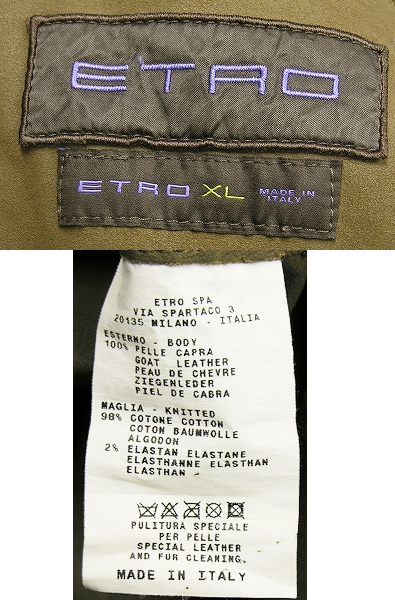 ETRO
ETRO XL MADE IN ITALY
ETRO SPA
VIA SPARTACO 3
20135 MILANO - ITALIA
ESTERNO - BODY
100% PELLE CAPRA
GOAT LEATHER
PEAU DE CHEVRE
ZIEGENLEDER
PIEL DE CABRA
MAGLIA - KNITTED
98% COTONE COTTON
COTON BAUMWOLLE
ALGODON
2% ELASTAN ELASTANE
ELASTHANNE ELASTHAN
ELASTHAN -
PULITURA SPECIALE
PER PELLE
SPECIAL LEATHER
AND FUR CLEANING.
MADE IN ITALY